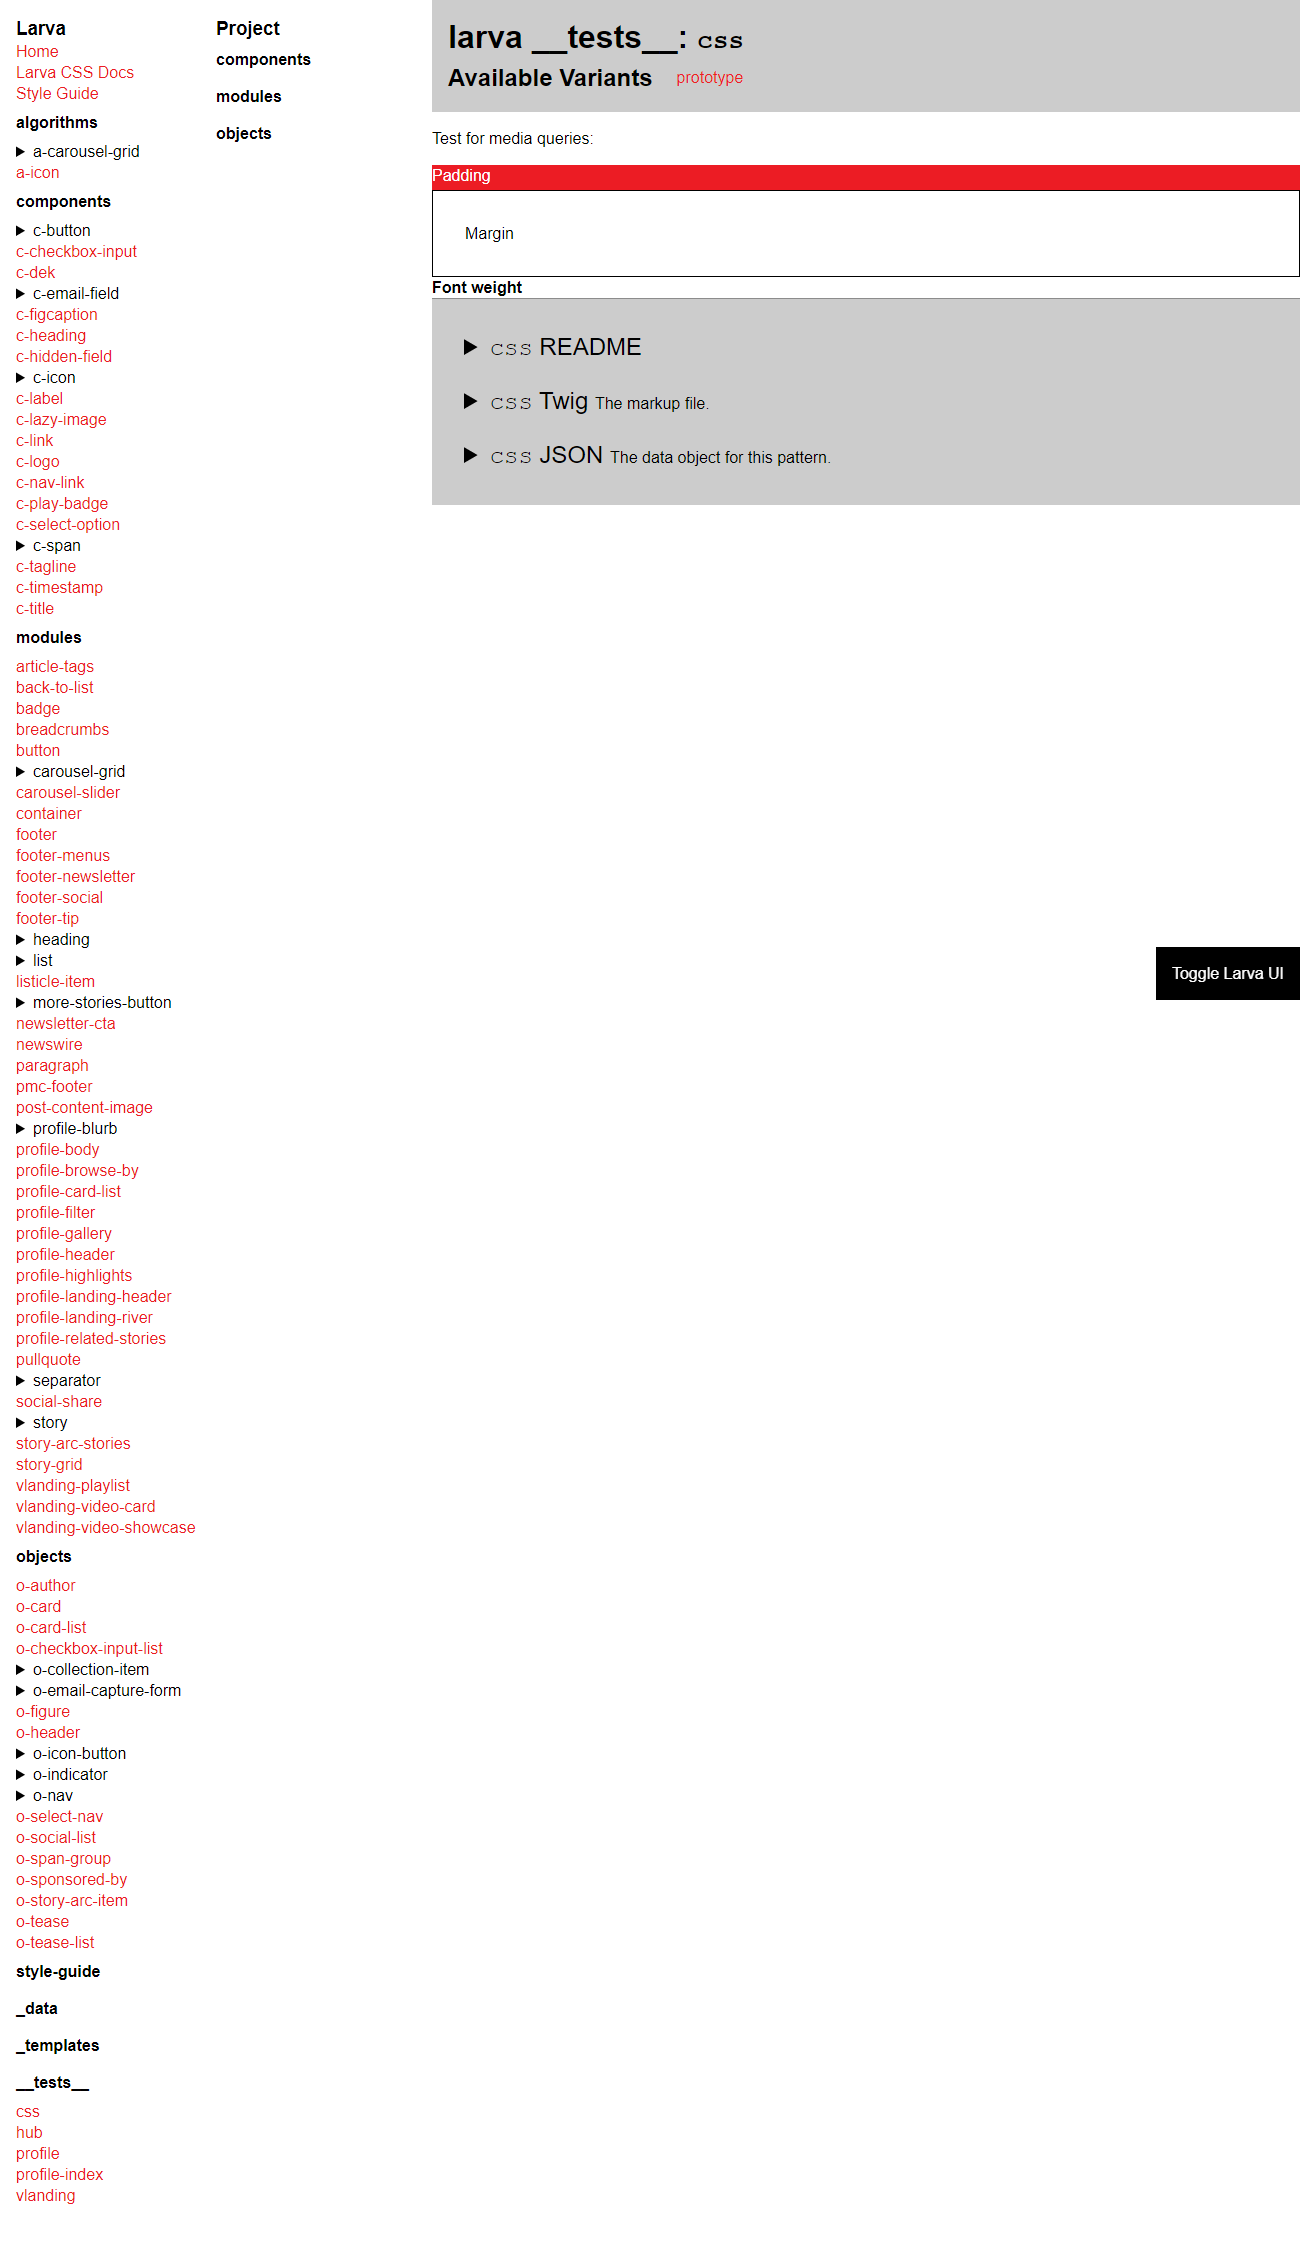 Larva
Home
Larva CSS Docs
Style Guide
algorithms
a-carousel-grid
a-icon
components
c-button
c-checkbox-input
c-dek
c-email-field
c-figcaption
c-heading
c-hidden-field
c-icon
c-label
c-lazy-image
c-link
c-logo
c-nav-link
c-play-badge
c-select-option
c-span
c-tagline
c-timestamp
c-title
modules
article-tags
back-to-list
badge
breadcrumbs
button
carousel-grid
carousel-slider
container
footer
footer-menus
footer-newsletter
footer-social
footer-tip
heading
list
listicle-item
more-stories-button
newsletter-cta
newswire
paragraph
pmc-footer
post-content-image
profile-blurb
profile-body
profile-browse-by
profile-card-list
profile-filter
profile-gallery
profile-header
profile-highlights
profile-landing-header
profile-landing-river
profile-related-stories
pullquote
separator
social-share
story
story-arc-stories
story-grid
vlanding-playlist
vlanding-video-card
vlanding-video-showcase
objects
o-author
o-card
o-card-list
o-checkbox-input-list
o-collection-item
o-email-capture-form
o-figure
o-header
o-icon-button
o-indicator
o-nav
o-select-nav
o-social-list
o-span-group
o-sponsored-by
o-story-arc-item
o-tease
o-tease-list
style-guide
_data
_templates
__tests__
css
hub
profile
profile-index
vlanding
Project
components
modules
objects
larva __tests__: css
Available Variants prototype
Test for media queries:
Padding
Margin
Font weight
css README
css Twig The markup file.
css JSON The data object for this pattern.
Toggle Larva UI